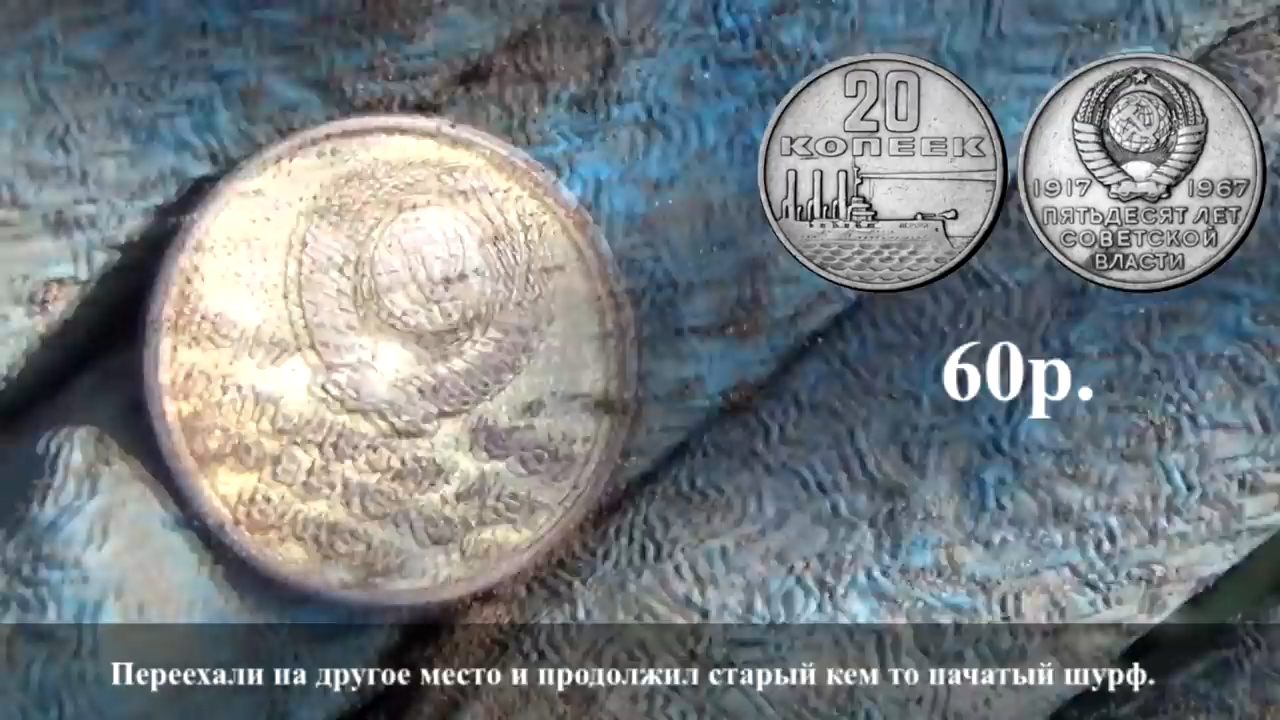 20
КОПЕЕК
1917 1967
ПЯТЬДЕСЯТ ЛЕТ
СОВЕТСКОЙ
ВЛАСТИ
60р.
Переехали на другое место и продолжил старый кем то начатый шурф.